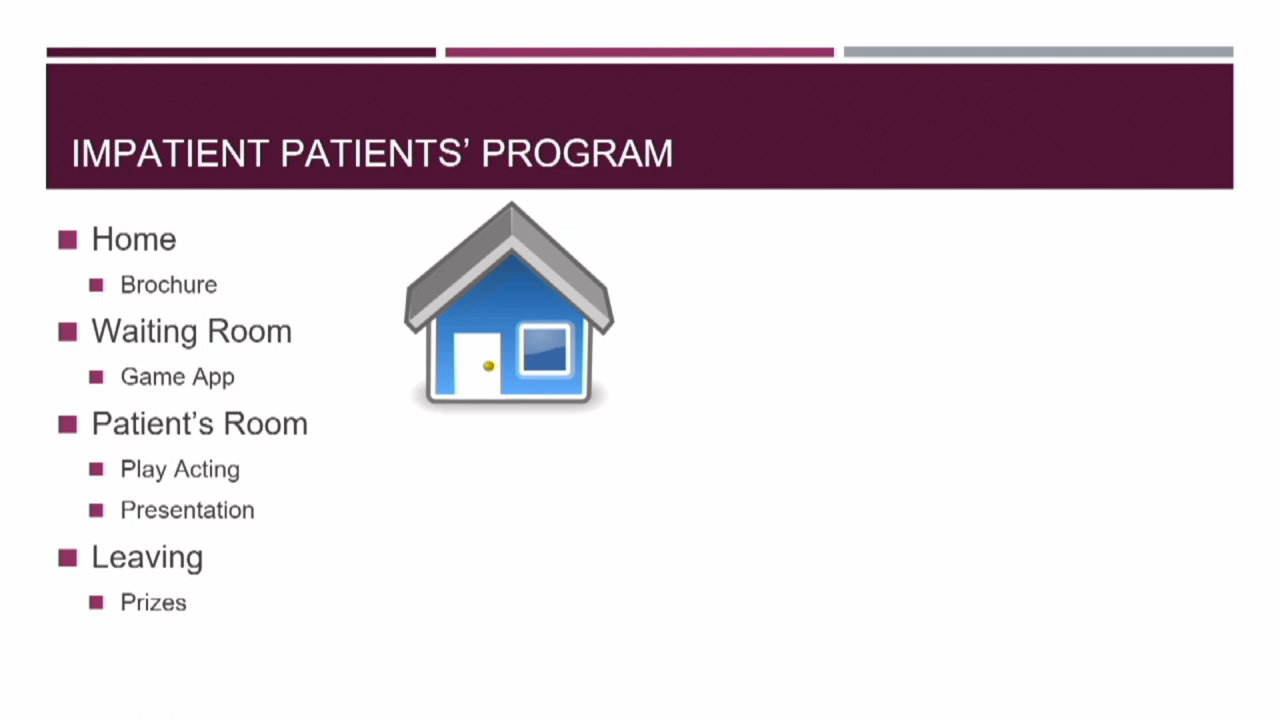 IMPATIENT PATIENTS’ PROGRAM
Home
Brochure
Waiting Room
Game App
Patient’s Room
Play Acting
Presentation
Leaving
Prizes